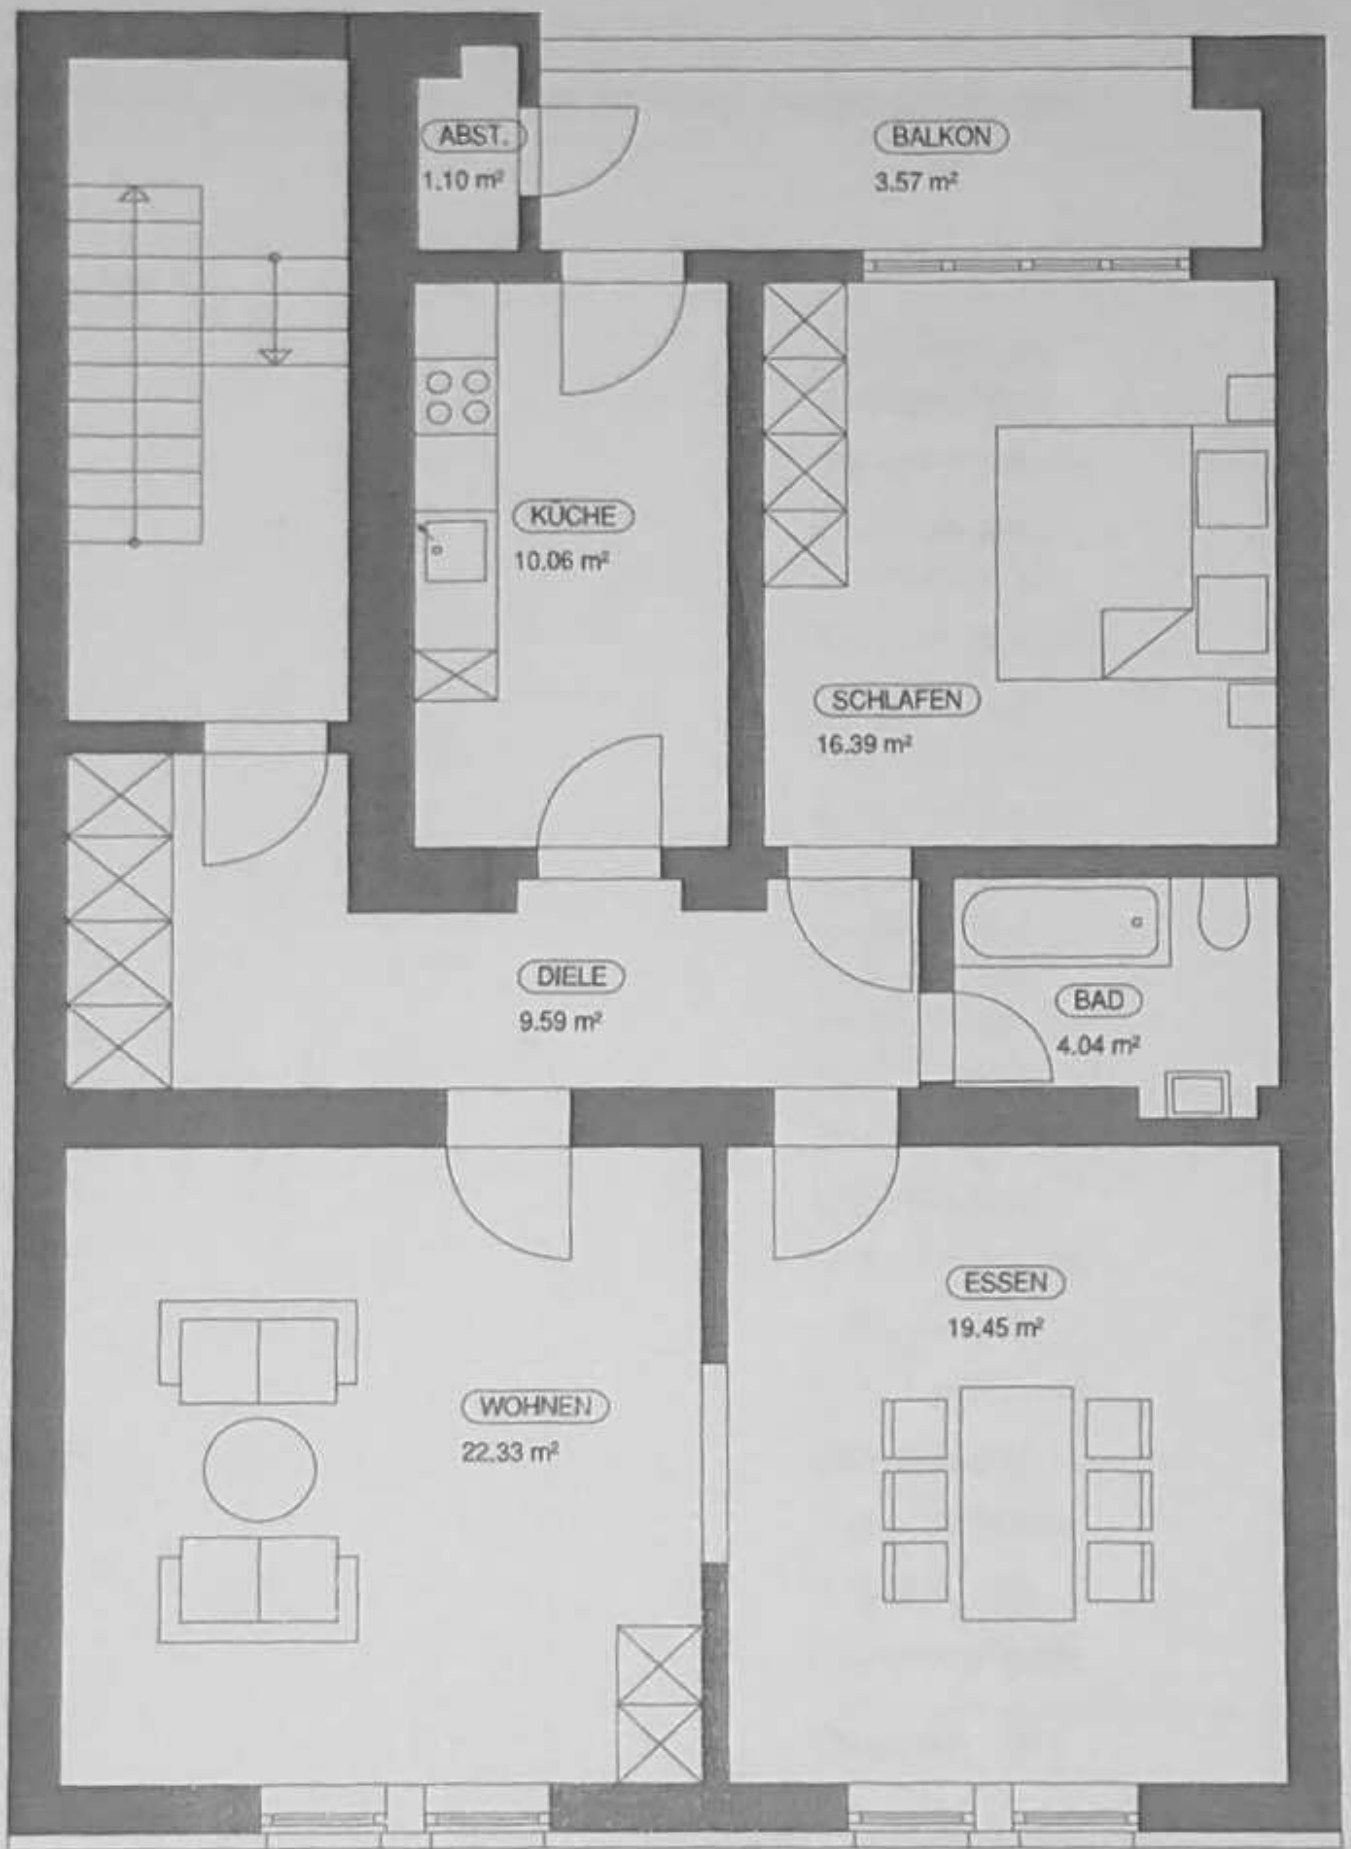 ABST.
1.10 m²
BALKON
3.57 m²
KÜCHE
10.06 m²
SCHLAFEN
16.39 m²
DIELE
9.59 m²
BAD
4.04 m²
ESSEN
19.45 m²
WOHNEN
22.33 m²